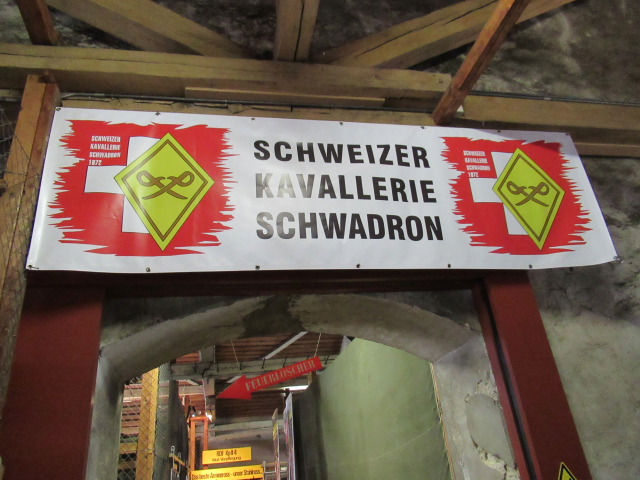 SCHWEIZER
KAVALLERIE
SCHWADRON
1972
SCHWEIZER
KAVALLERIE
SCHWADRON
SCHWEIZER
KAVALLERIE
SCHWADRON
1972
FEUERLÖSCHER